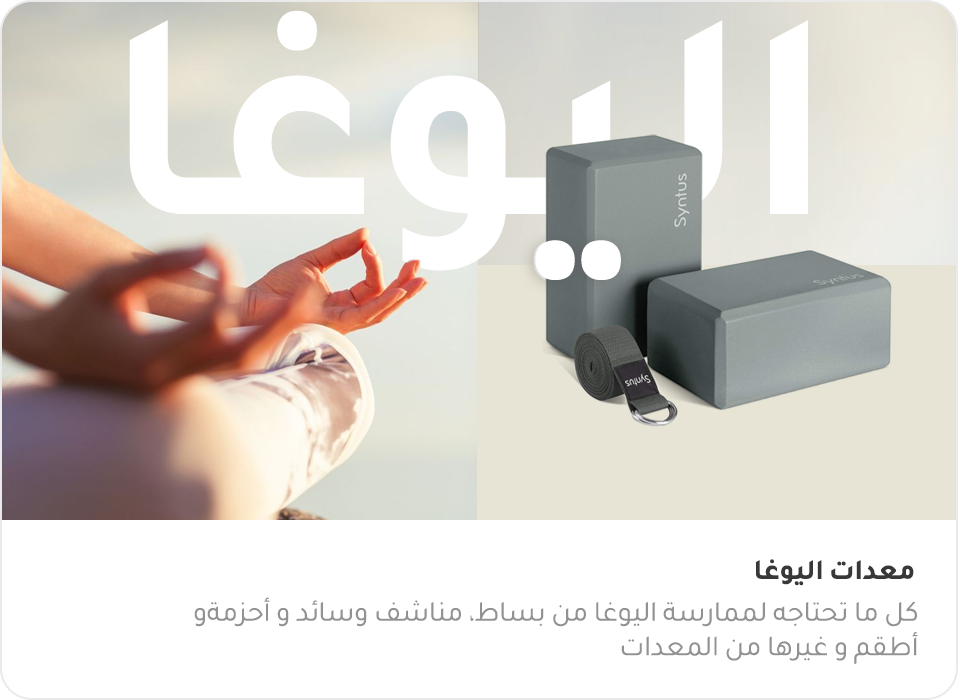 اليوغا
Syntus
Syntus
Syntus
معدات اليوغا
كل ما تحتاجه لممارسة اليوغا من بساط، مناشف وسائد و أحزمةو
أطقم و غيرها من المعدات